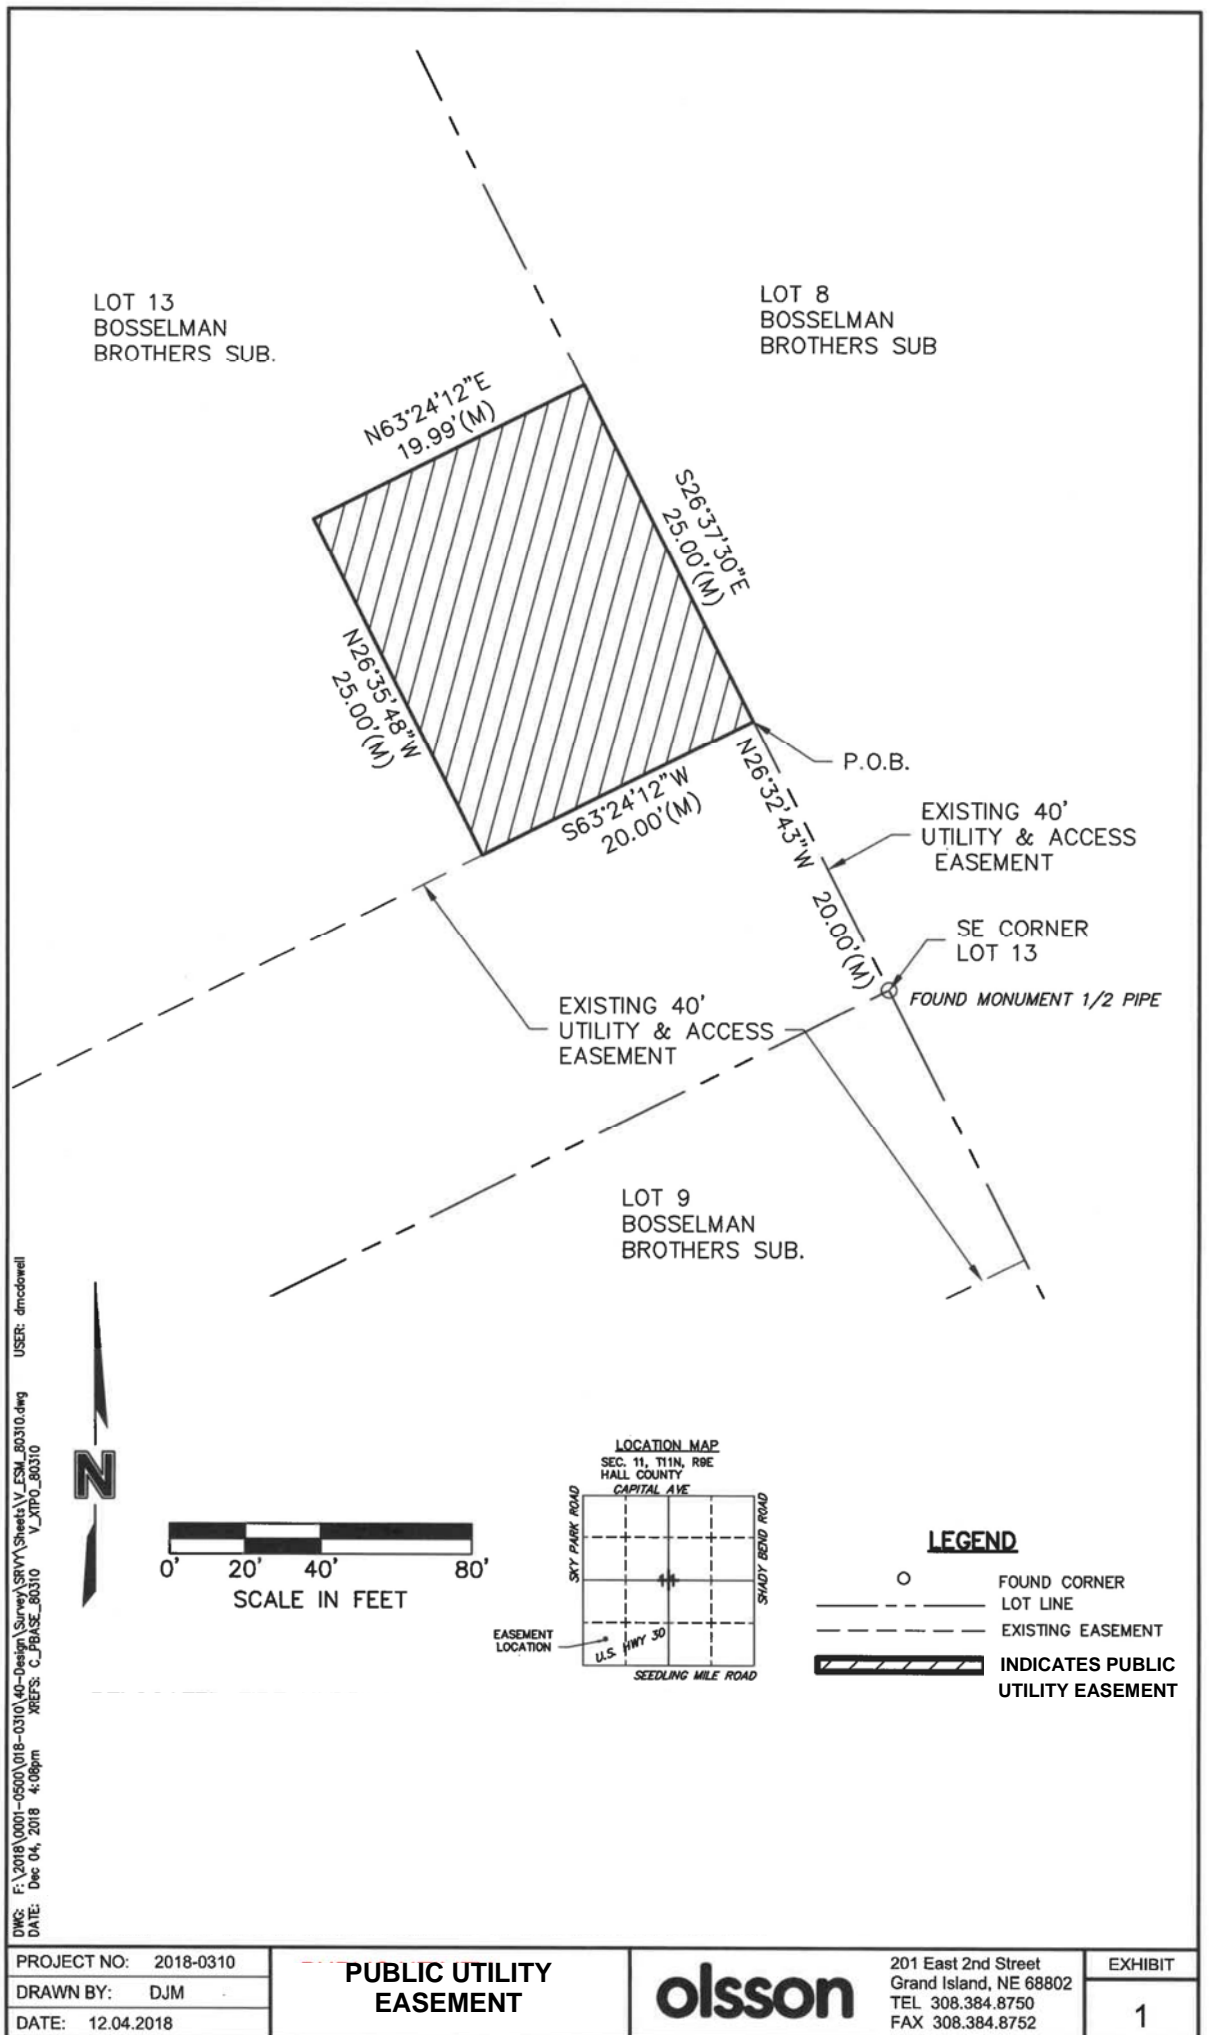 LOT 13
BOSSELMAN
BROTHERS SUB.
LOT 8
BOSSELMAN
BROTHERS SUB
N63°24'12"E
19.99'(M)
S26°37'30"E
25.00'(M)
N26°35'48"W
25.00'(M)
S63°24'12"W
20.00'(M)
N26°32'43"W 20.00'(M)
P.O.B.
EXISTING 40'
UTILITY & ACCESS
EASEMENT
SE CORNER
LOT 13
FOUND MONUMENT 1/2 PIPE
EXISTING 40'
UTILITY & ACCESS
EASEMENT
LOT 9
BOSSELMAN
BROTHERS SUB.
DWG: F:\2018\0001-0500\018-0310\40-Design\Survey\SRVY\Sheets\V_ESM_80310.dwg USER: dmcdowell
DATE: Dec 04, 2018 4:08pm XREFS: C_PBASE_80310 V_XTPO_80310
N
0' 20' 40' 80'
SCALE IN FEET
LOCATION MAP
SEC. 11, T11N, R9E
HALL COUNTY
CAPITAL AVE
SKY PARK ROAD
SHADY BEND ROAD
11
EASEMENT
LOCATION
U.S. HWY 30
SEEDLING MILE ROAD
LEGEND
FOUND CORNER
LOT LINE
EXISTING EASEMENT
INDICATES PUBLIC
UTILITY EASEMENT
PROJECT NO: 2018-0310
DRAWN BY: DJM
DATE: 12.04.2018
PUBLIC UTILITY
EASEMENT
olsson
201 East 2nd Street
Grand Island, NE 68802
TEL 308.384.8750
FAX 308.384.8752
EXHIBIT
1